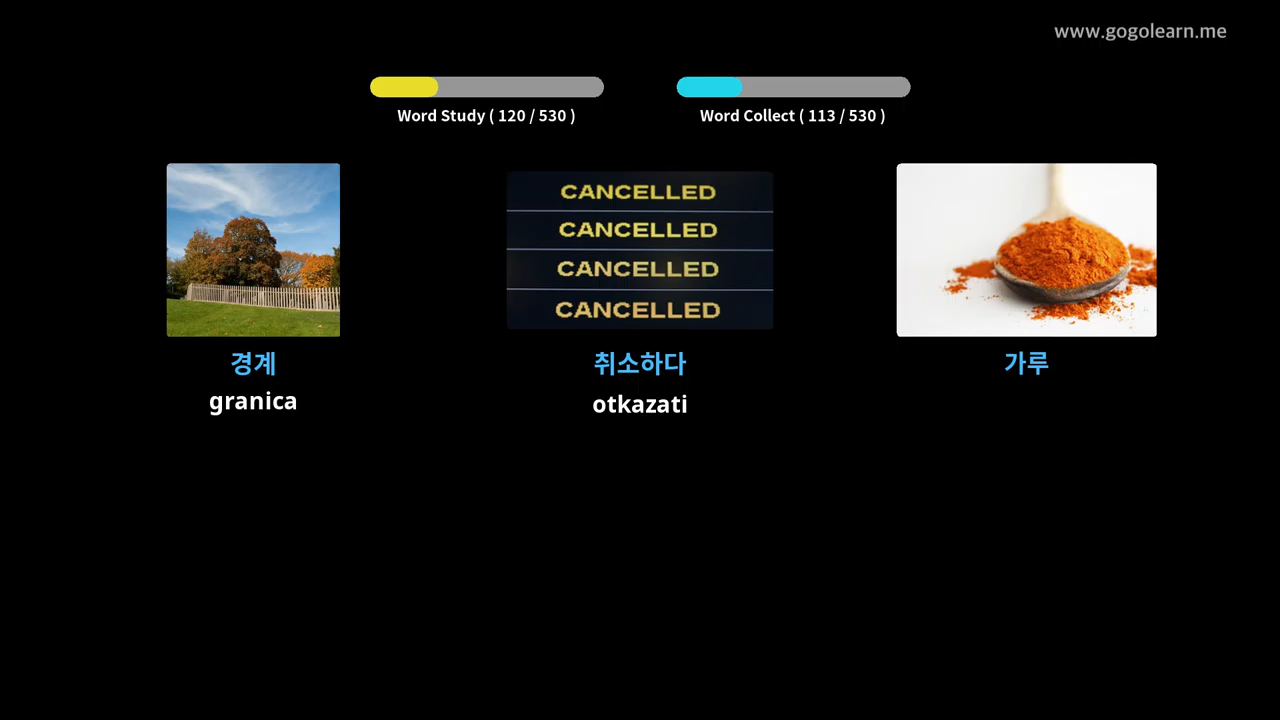 www.gogolearn.me
Word Study ( 120 / 530 )
Word Collect ( 113 / 530 )
CANCELLED
CANCELLED
CANCELLED
CANCELLED
경계
취소하다
가루
granica
otkazati